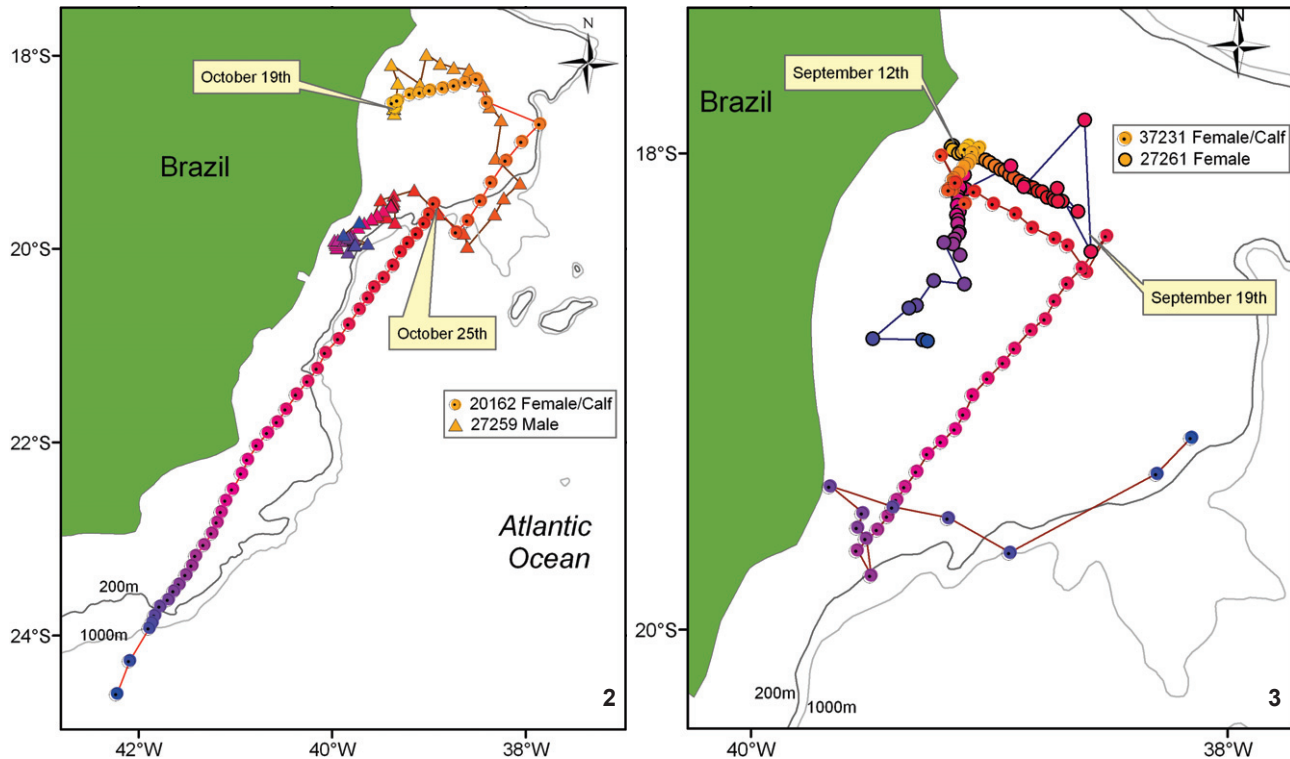 18°S
20°S
22°S
24°S
42°W
40°W
38°W
N
October 19th
Brazil
October 25th
20162 Female/Calf
27259 Male
Atlantic
Ocean
200m
1000m
2
18°S
20°S
40°W
38°W
N
September 12th
Brazil
37231 Female/Calf
27261 Female
September 19th
200m
1000m
3